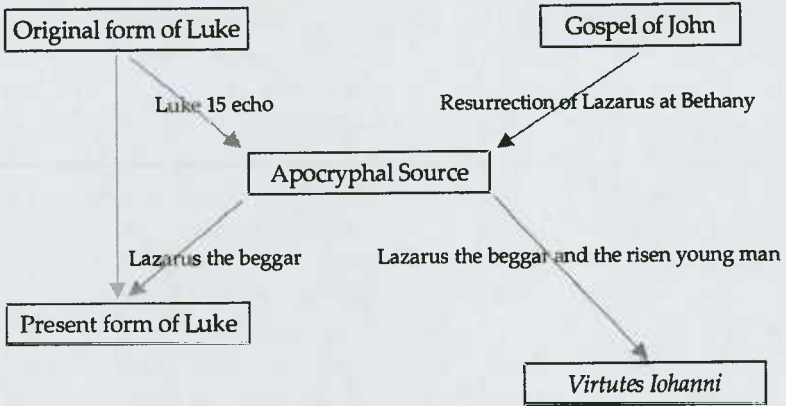 Original form of Luke
Gospel of John
Luke 15 echo
Resurrection of Lazarus at Bethany
Apocryphal Source
Lazarus the beggar
Lazarus the beggar and the risen young man
Present form of Luke
Virtutes Iohanni